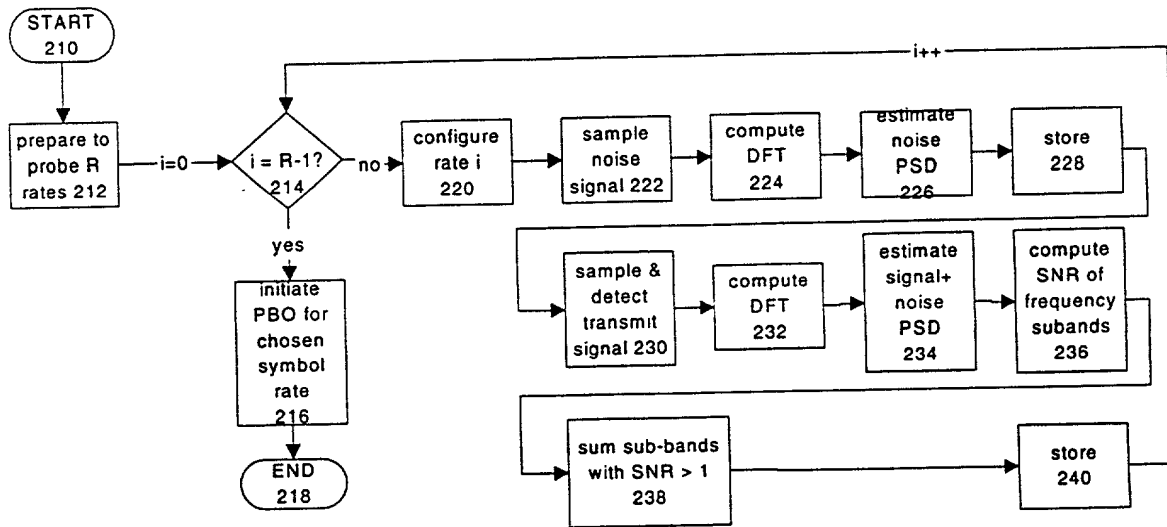 START
210
i++
prepare to
probe R
rates 212
i=0
i = R-1?
214
no
configure
rate i
220
sample
noise
signal 222
compute
DFT
224
estimate
noise
PSD
226
store
228
yes
initiate
PBO for
chosen
symbol
rate
216
END
218
sample &
detect
transmit
signal 230
compute
DFT
232
estimate
signal+
noise
PSD
234
compute
SNR of
frequency
subands
236
sum sub-bands
with SNR > 1
238
store
240